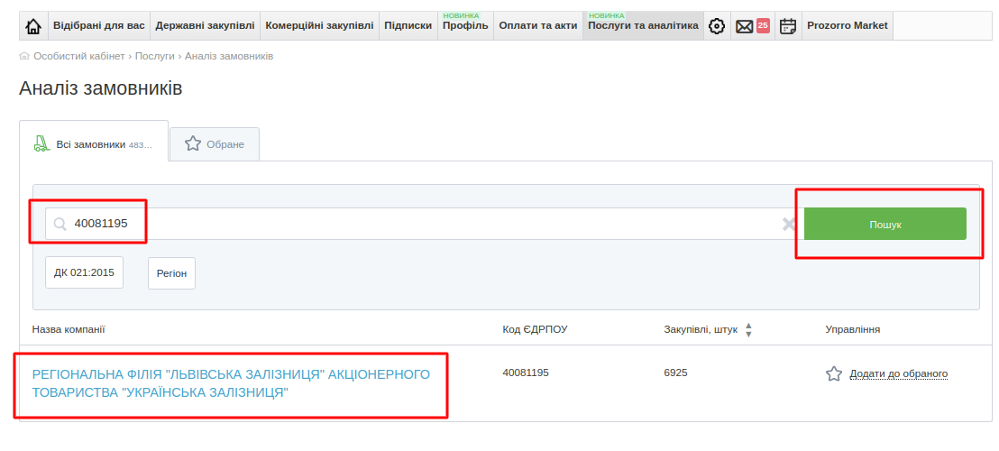 НОВИНКА НОВИНКА
Відібрані для вас Державні закупівлі Комерційні закупівлі Підписки Профіль Оплати та акти Послуги та аналітика 25 Prozorro Market
Особистий кабінет › Послуги › Аналіз замовників
Аналіз замовників
Всі замовники 483... Обране
40081195 Пошук
ДК 021:2015 Регіон
Назва компанії Код ЄДРПОУ Закупівлі, штук Управління
РЕГІОНАЛЬНА ФІЛІЯ "ЛЬВІВСЬКА ЗАЛІЗНИЦЯ" АКЦІОНЕРНОГО 40081195 6925 Додати до обраного
ТОВАРИСТВА "УКРАЇНСЬКА ЗАЛІЗНИЦЯ"